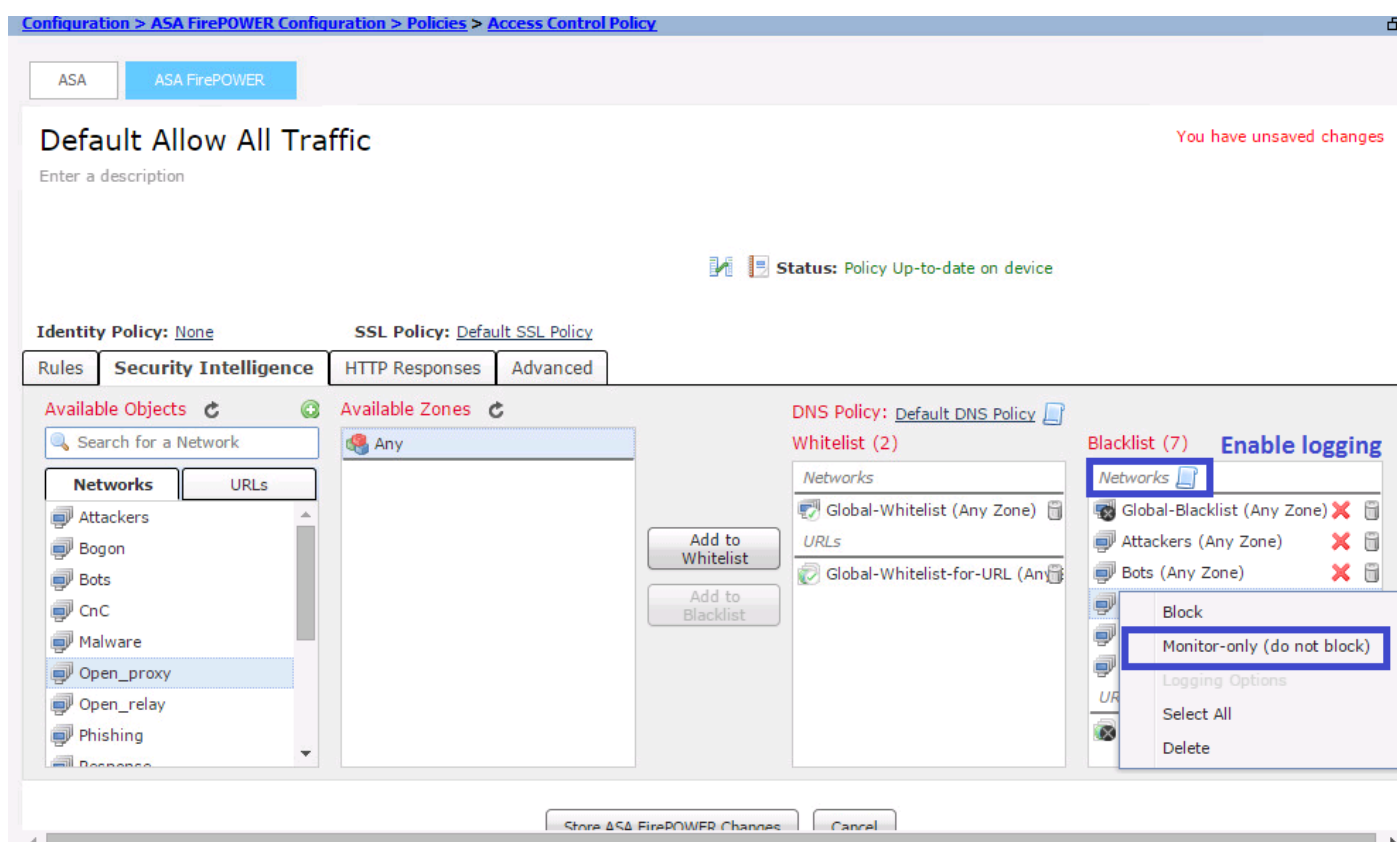 Configuration > ASA FirePOWER Configuration > Policies > Access Control Policy
ASA
ASA FirePOWER
Default Allow All Traffic
You have unsaved changes
Enter a description
Status: Policy Up-to-date on device
Identity Policy: None
SSL Policy: Default SSL Policy
Rules
Security Intelligence
HTTP Responses
Advanced
Available Objects
Search for a Network
Networks
URLs
Attackers
Bogon
Bots
CnC
Malware
Open_proxy
Open_relay
Phishing
Response
Available Zones
Any
Add to
Whitelist
Add to
Blacklist
DNS Policy: Default DNS Policy
Whitelist (2)
Networks
Global-Whitelist (Any Zone)
URLs
Global-Whitelist-for-URL (Any
Blacklist (7)
Enable logging
Networks
Global-Blacklist (Any Zone)
Attackers (Any Zone)
Bots (Any Zone)
UR
Block
Monitor-only (do not block)
Logging Options
Select All
Delete
Store ASA FirePOWER Changes
Cancel